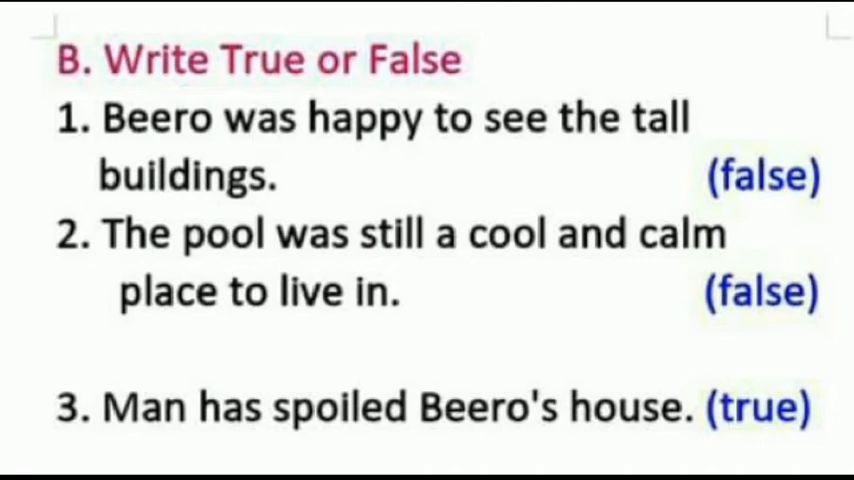 B. Write True or False
1. Beero was happy to see the tall
buildings. (false)
2. The pool was still a cool and calm
place to live in. (false)
3. Man has spoiled Beero's house. (true)